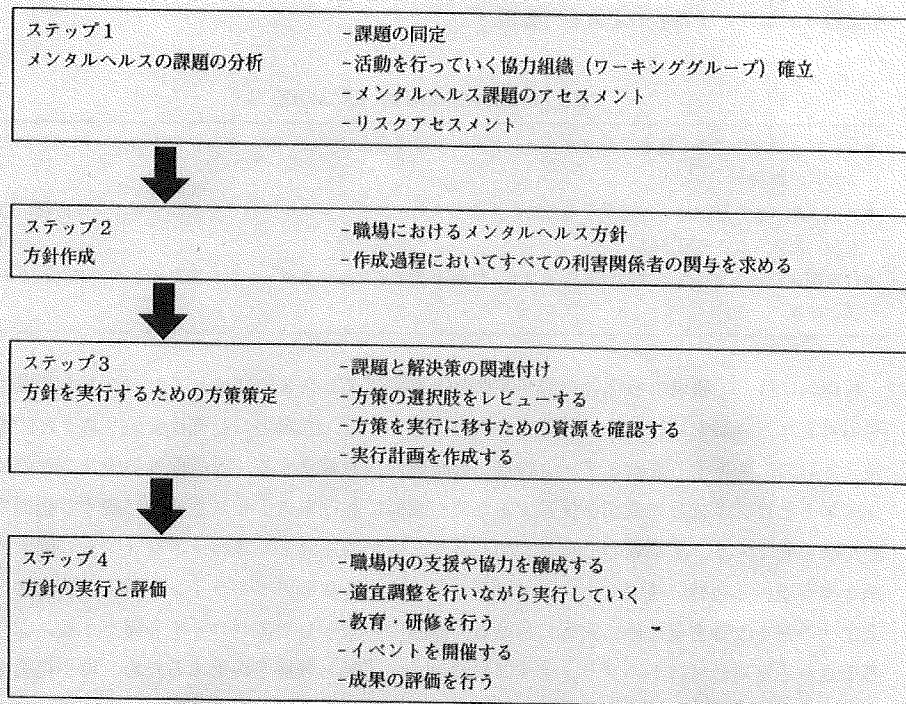 ステップ1
メンタルヘルスの課題の分析
-課題の同定
-活動を行っていく協力組織(ワーキンググループ)確立
-メンタルヘルス課題のアセスメント
-リスクアセスメント
ステップ2
方針作成
-職場におけるメンタルヘルス方針
-作成過程においてすべての利害関係者の関与を求める
ステップ3
方針を実行するための方策策定
-課題と解決策の関連付け
-方策の選択肢をレビューする
-方策を実行に移すための資源を確認する
-実行計画を作成する
ステップ4
方針の実行と評価
-職場内の支援や協力を醸成する
-適宜調整を行いながら実行していく
-教育・研修を行う
-イベントを開催する
-成果の評価を行う